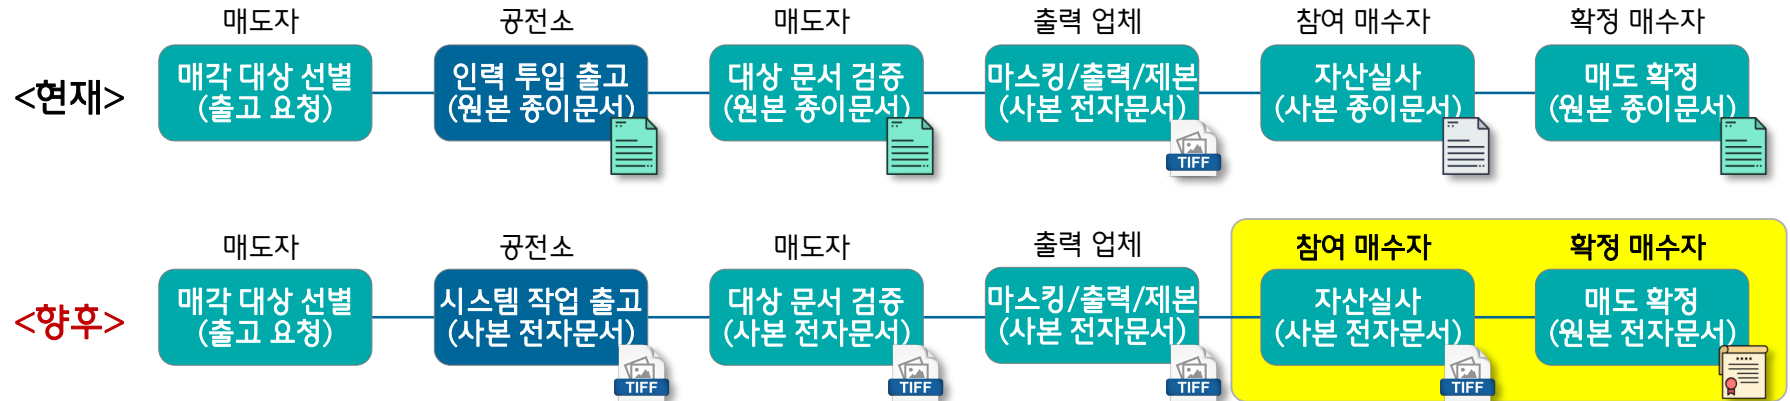 매도자 공전소 매도자 출력 업체 참여 매수자 확정 매수자
<현재>
매각 대상 선별
(출고 요청)
인력 투입 출고
(원본 종이문서)
대상 문서 검증
(원본 종이문서)
마스킹/출력/제본
(사본 전자문서)
TIFF
자산실사
(사본 종이문서)
매도 확정
(원본 종이문서)
매도자 공전소 매도자 출력 업체 참여 매수자 확정 매수자
<향후>
매각 대상 선별
(출고 요청)
시스템 작업 출고
(사본 전자문서)
TIFF
대상 문서 검증
(사본 전자문서)
TIFF
마스킹/출력/제본
(사본 전자문서)
TIFF
자산실사
(사본 전자문서)
TIFF
매도 확정
(원본 전자문서)